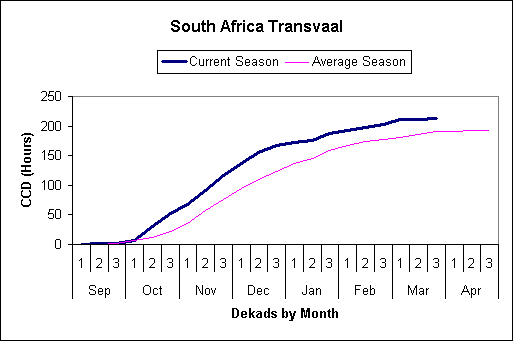 South Africa Transvaal
Current Season Average Season
250
200
150
100
50
0
CCD (Hours)
1 2 3 1 2 3 1 2 3 1 2 3 1 2 3 1 2 3 1 2 3 1 2 3
Sep Oct Nov Dec Jan Feb Mar Apr
Dekads by Month